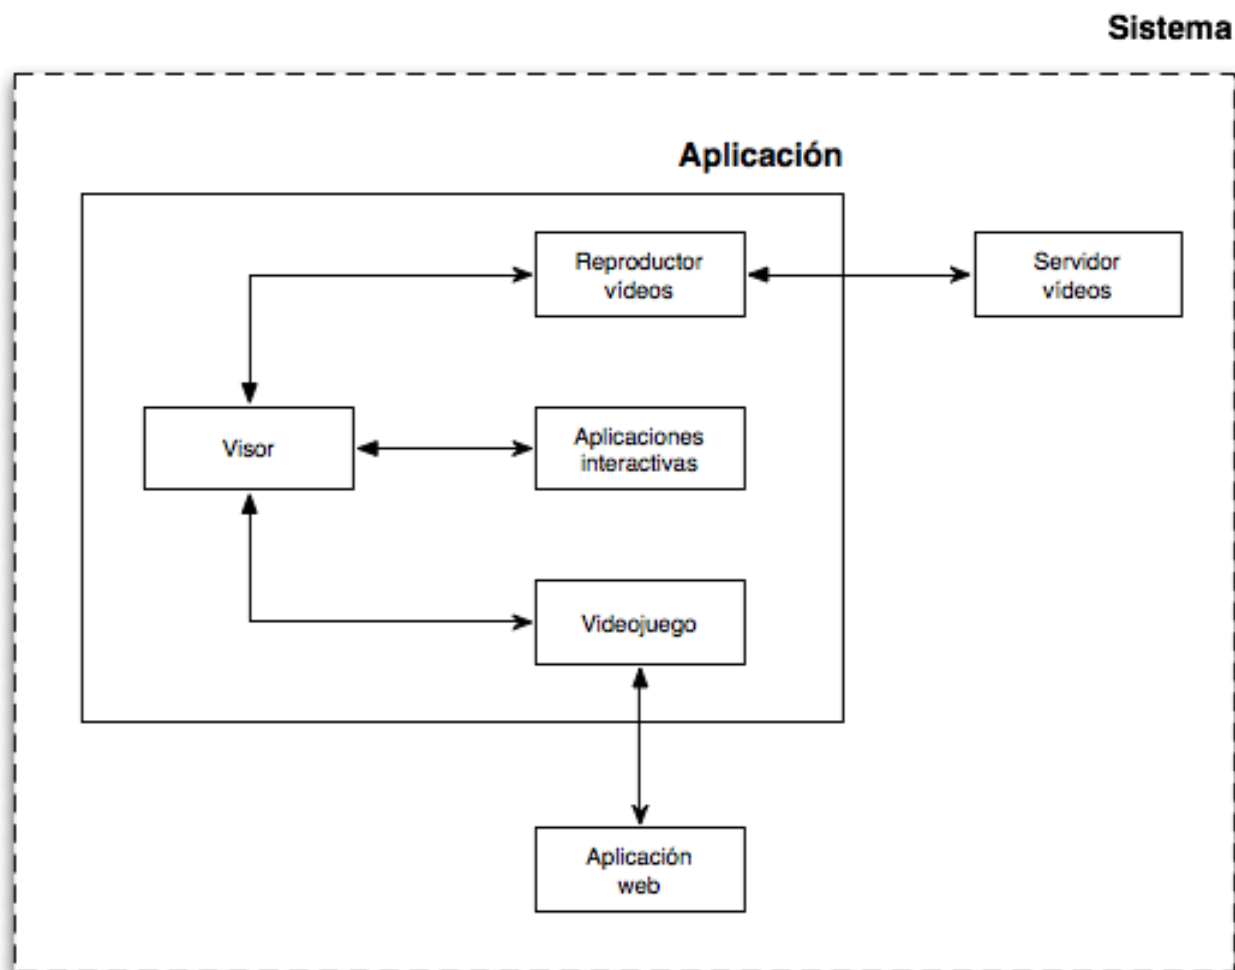 Sistema
Aplicación
Reproductor
vídeos
Servidor
vídeos
Visor
Aplicaciones
interactivas
Videojuego
Aplicación
web